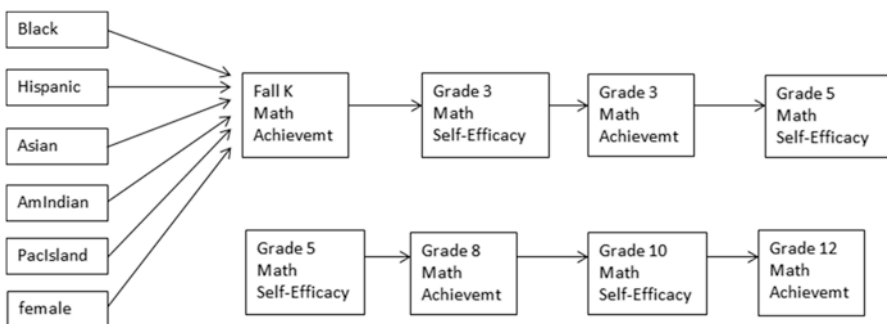 Black
Hispanic
Asian
AmIndian
PacIsland
female
Fall K
Math
Achievemt
Grade 3
Math
Self-Efficacy
Grade 3
Math
Achievemt
Grade 5
Math
Self-Efficacy
Grade 5
Math
Self-Efficacy
Grade 8
Math
Achievemt
Grade 10
Math
Self-Efficacy
Grade 12
Math
Achievemt